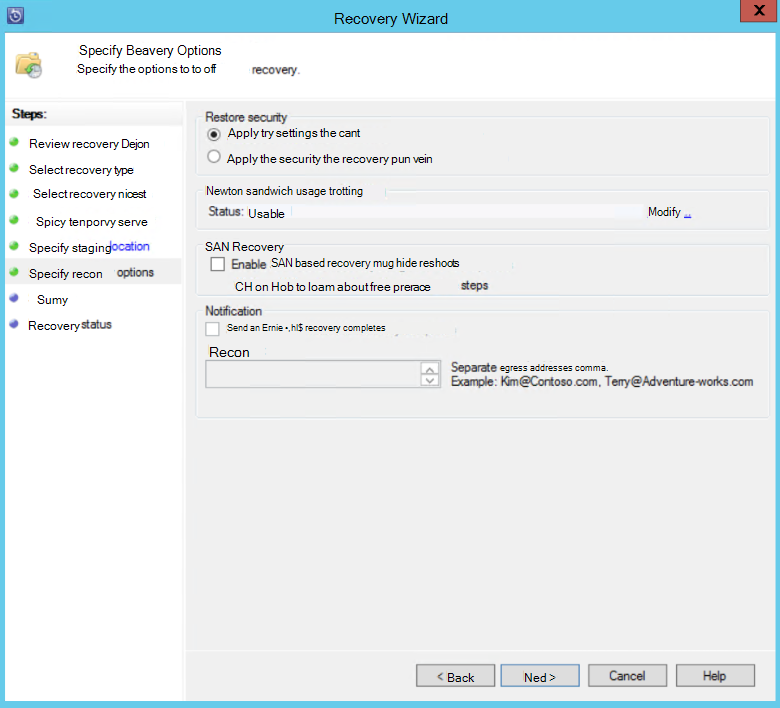 Recovery Wizard
X
Specify Beavery Options
Specify the options to to off recovery.
Steps:
Review recovery Dejon
Select recovery type
Select recovery nicest
Spicy tenporvy serve
Specify staging location
Specify recon options
Sumy
Recovery status
Restore security
Apply try settings the cant
Apply the security the recovery pun vein
Newton sandwich usage trotting
Status: Usable
Modify ..
SAN Recovery
Enable SAN based recovery mug hide reshoots
CH on Hob to loam about free prerace steps
Notification
Send an Ernie •,hl$ recovery completes
Recon
Separate egress addresses comma.
Example: Kim@Contoso.com, Terry@Adventure-works.com
< Back
Ned >
Cancel
Help